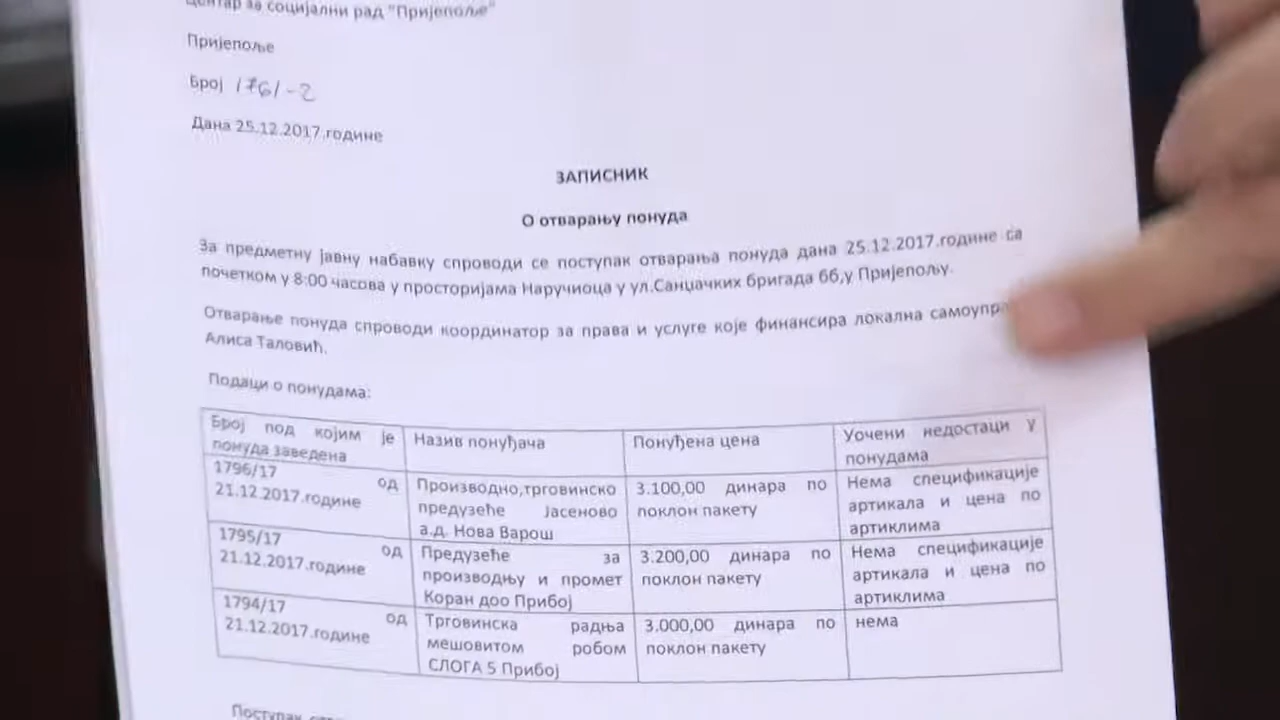 Центар за социјални рад "Пријепоље"
Пријепоље
Број 1761-2
Дана 25.12.2017.године
ЗАПИСНИК
О отварању понуда
За предметну јавну набавку спроводи се поступак отварања понуда дана 25.12.2017.године са
почетком у 8:00 часова у просторијама Наручиоца у ул.Санџачких бригада бб,у Пријепољу.
Отварање понуда спроводи координатор за права и услуге које финансира локална
Алиса Таловић.
Подаци о понудама:
Број под којим је
понуда заведена
Назив понуђача
Понуђена цена
Уочени недостаци у
понудама
1796/17 од
21.12.2017.године
Производно,трговинско
предузеће Јасеново
а.д. Нова Варош
3.100,00 динара по
поклон пакету
Нема спецификације
артикала и цена по
артиклима
1795/17 од
21.12.2017.године
Предузеће за
производњу и промет
Коран доо Прибој
3.200,00 динара по
поклон пакету
Нема спецификације
артикала и цена по
артиклима
1794/17 од
21.12.2017.године
Трговинска радња
мешовитом робом
СЛОГА 5 Прибој
3.000,00 динара по
поклон пакету
нема
Поступак